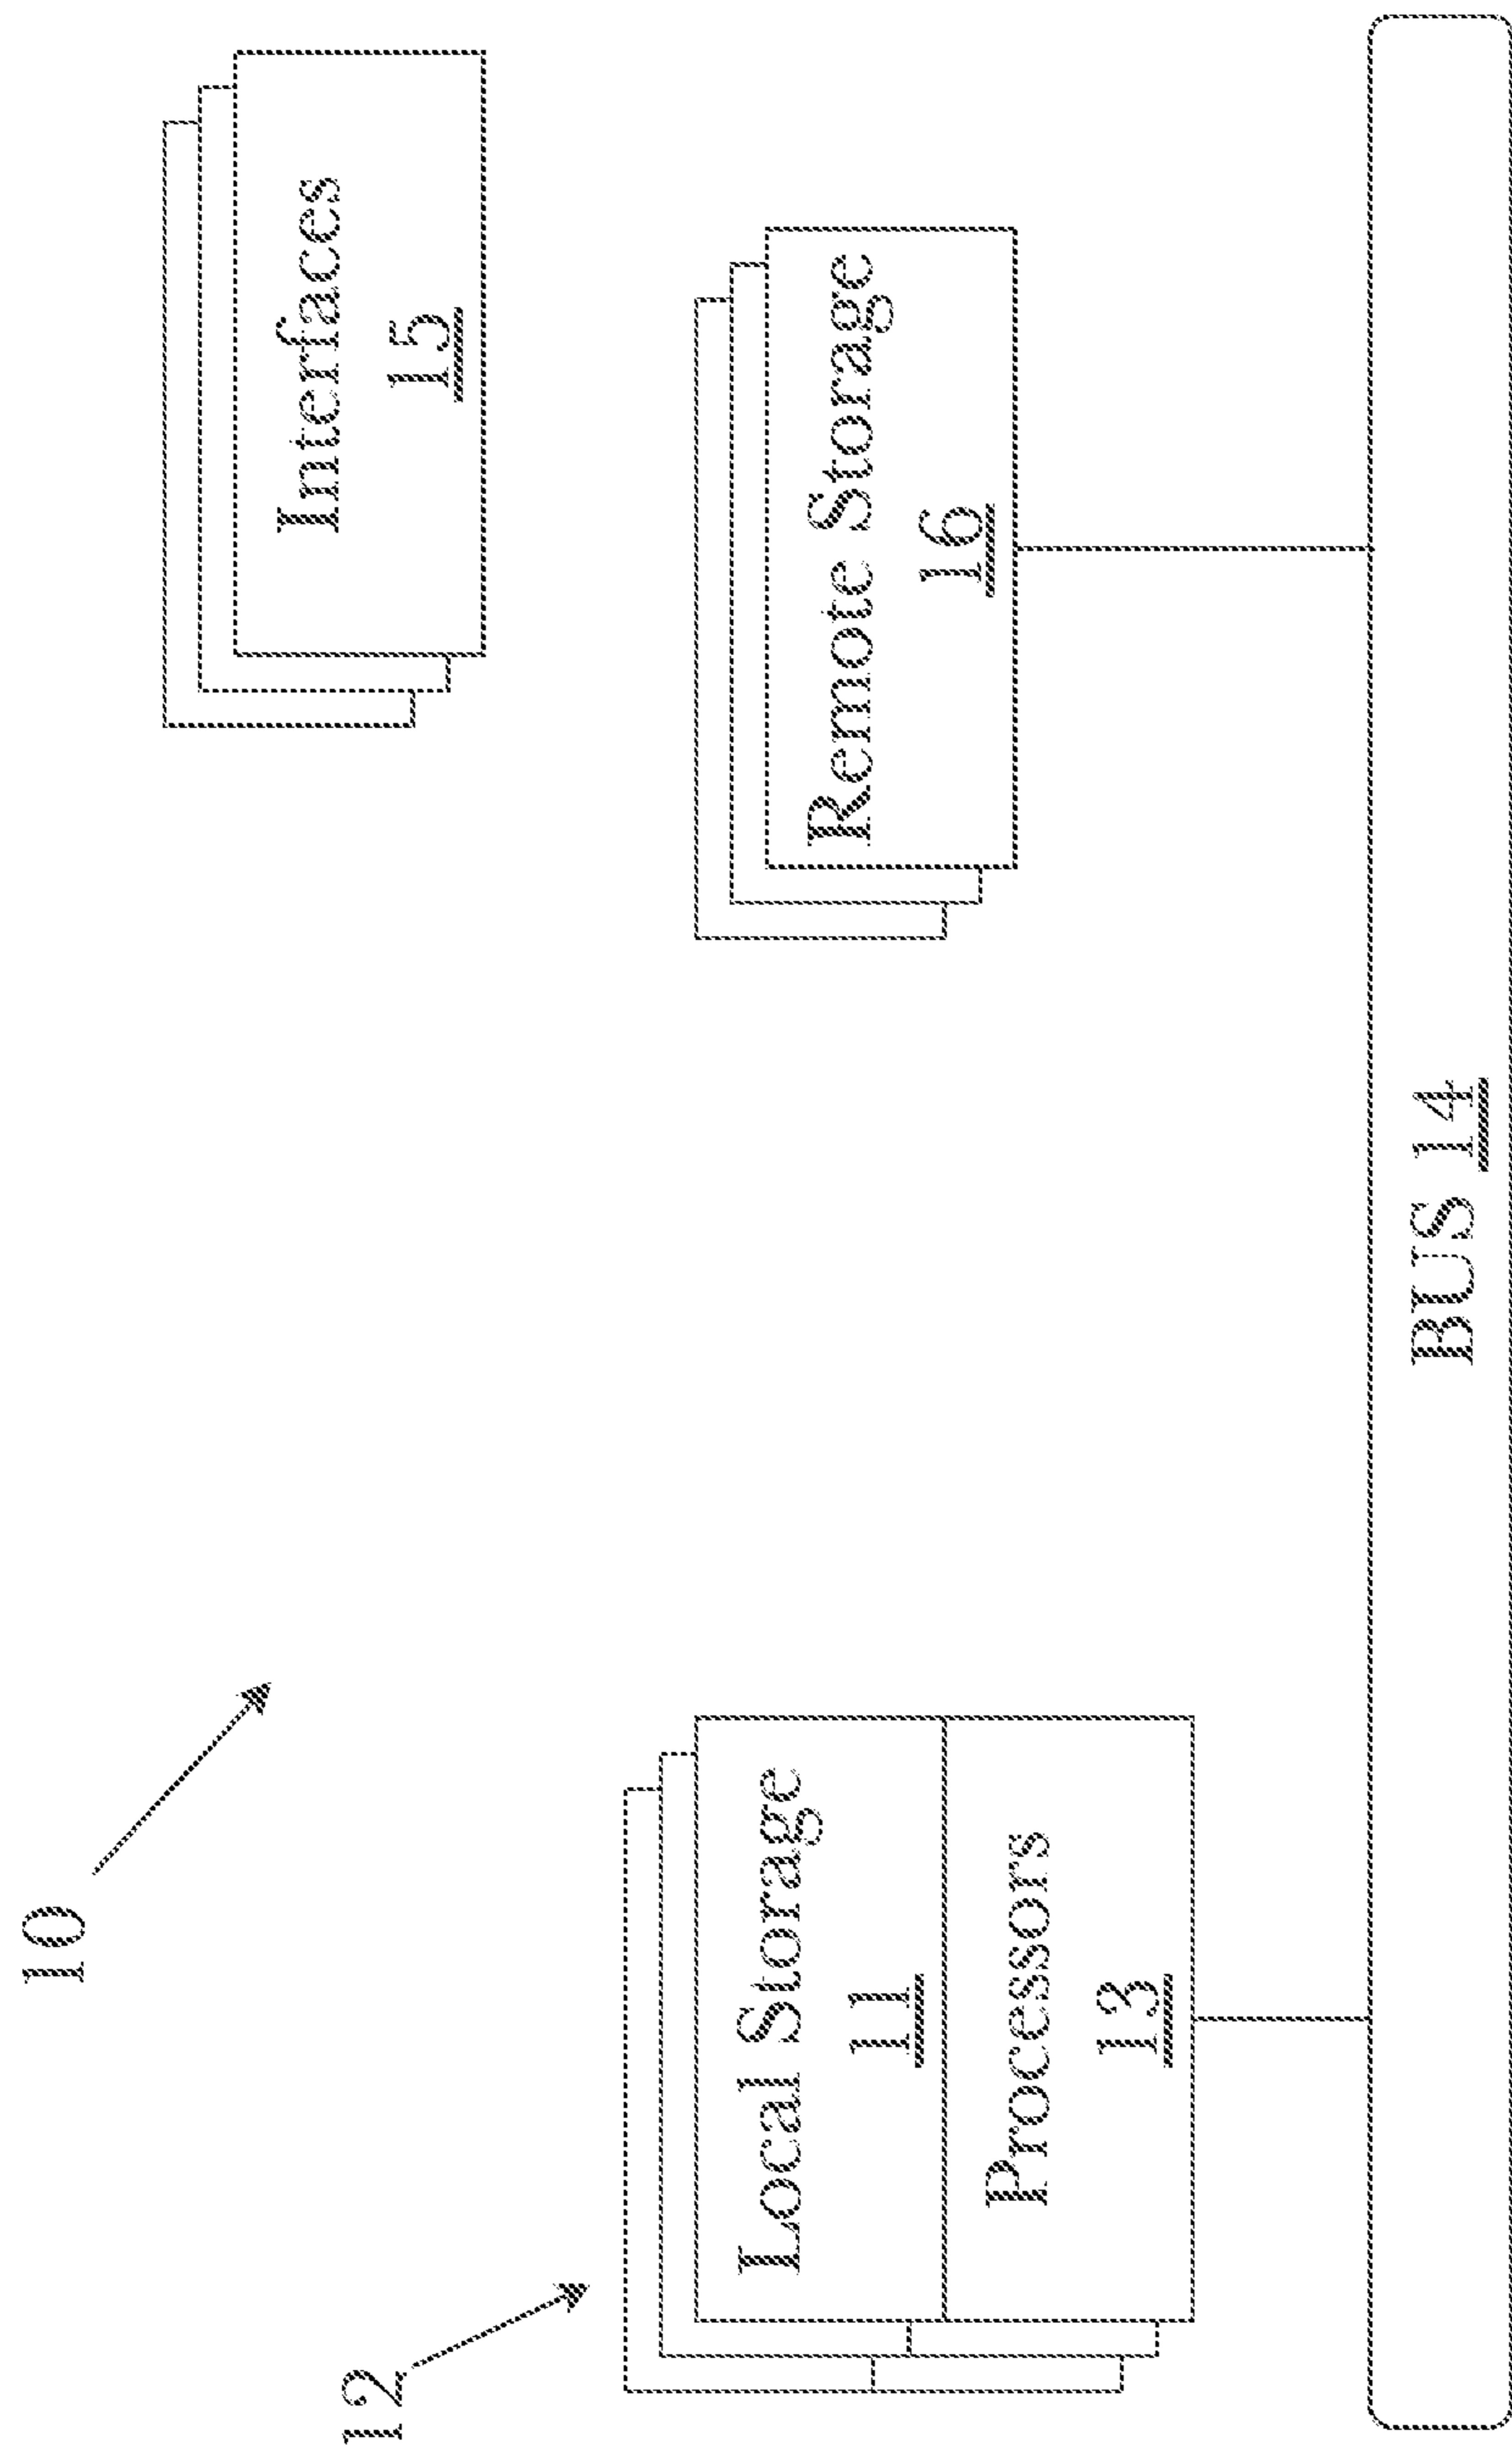 10
12
Local Storage
11
Processors
13
Interfaces
15
Remote Storage
16
BUS 14